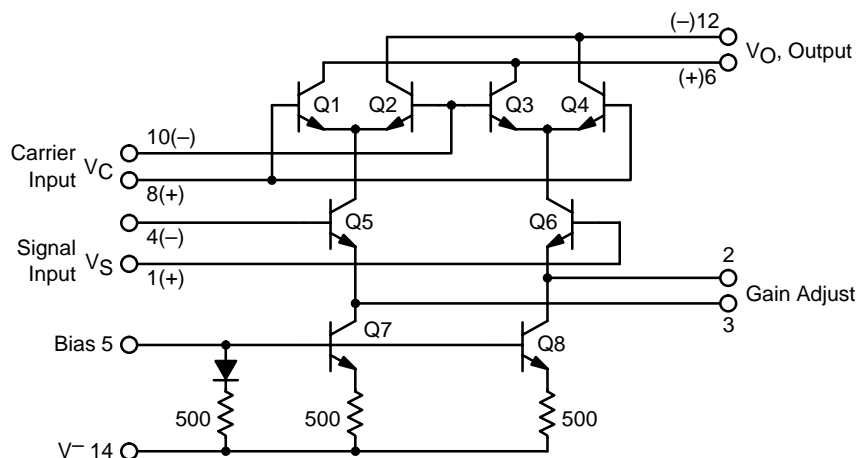 (–)12
VO, Output
(+)6
Q1
Q2
Q3
Q4
10(–)
Carrier
Input
VC
8(+)
4(–)
Q5
Q6
Signal
Input
VS
1(+)
2
Gain Adjust
3
Q7
Bias 5
Q8
500
500
500
V– 14